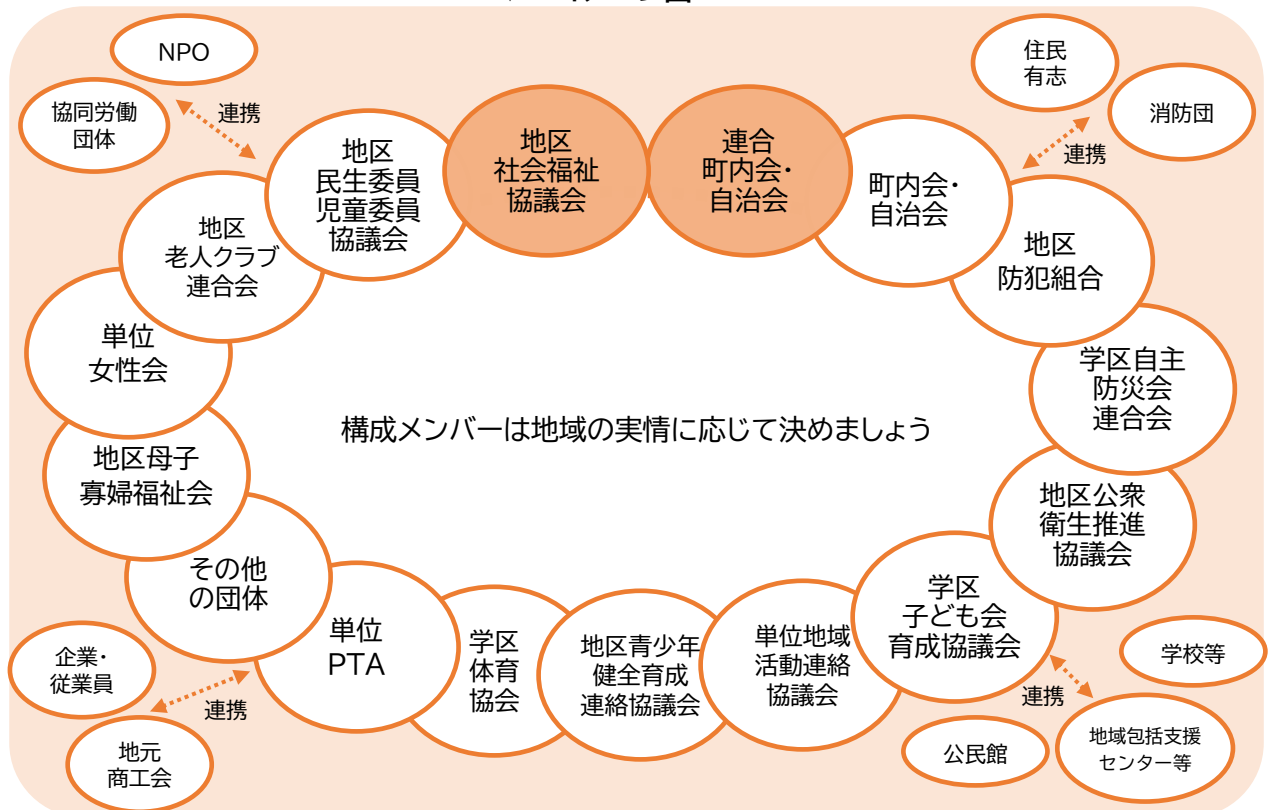 NPO
協同労働
団体
連携
住民
有志
消防団
連携
地区
民生委員
児童委員
協議会
地区
社会福祉
協議会
連合
町内会・
自治会
町内会・
自治会
地区
防犯組合
学区自主
防災会
連合会
地区公衆
衛生推進
協議会
学区
子ども会
育成協議会
単位地域
活動連絡
協議会
地区青少年
健全育成
連絡協議会
学区
体育
協会
単位
PTA
その他
の団体
地区母子
寡婦福祉会
単位
女性会
地区
老人クラブ
連合会
構成メンバーは地域の実情に応じて決めましょう
企業・
従業員
連携
地元
商工会
学校等
連携
公民館
地域包括支援
センター等